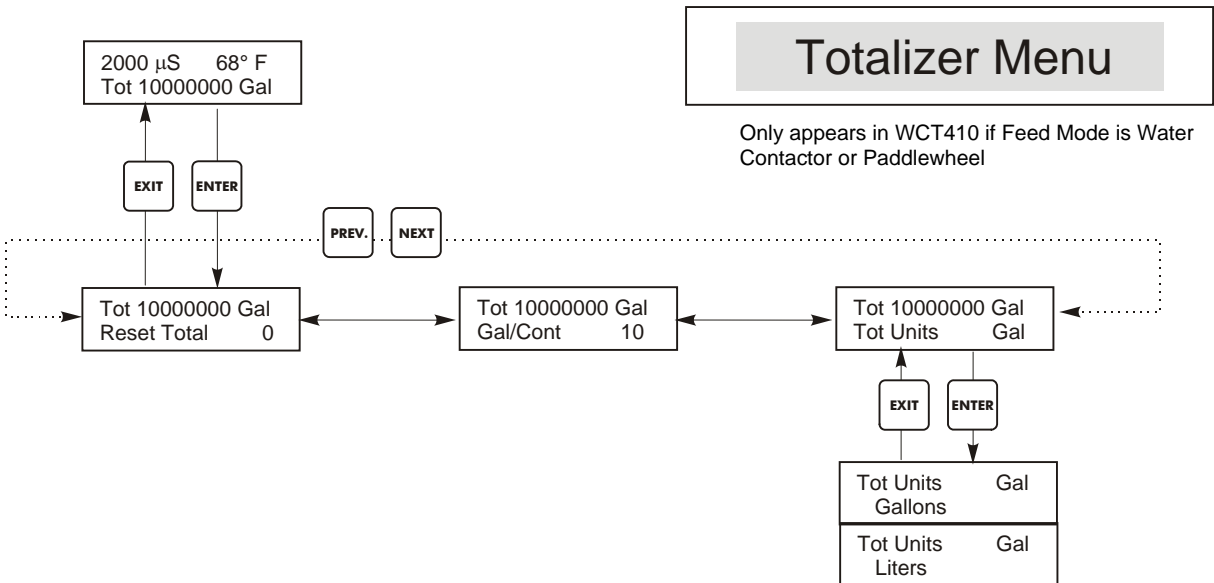 Totalizer Menu
Only appears in WCT410 if Feed Mode is Water
Contactor or Paddlewheel
2000 μS 68° F
Tot 10000000 Gal
EXIT
ENTER
PREV.
NEXT
Tot 10000000 Gal
Reset Total 0
Tot 10000000 Gal
Gal/Cont 10
Tot 10000000 Gal
Tot Units Gal
EXIT
ENTER
Tot Units Gal
Gallons
Tot Units Gal
Liters